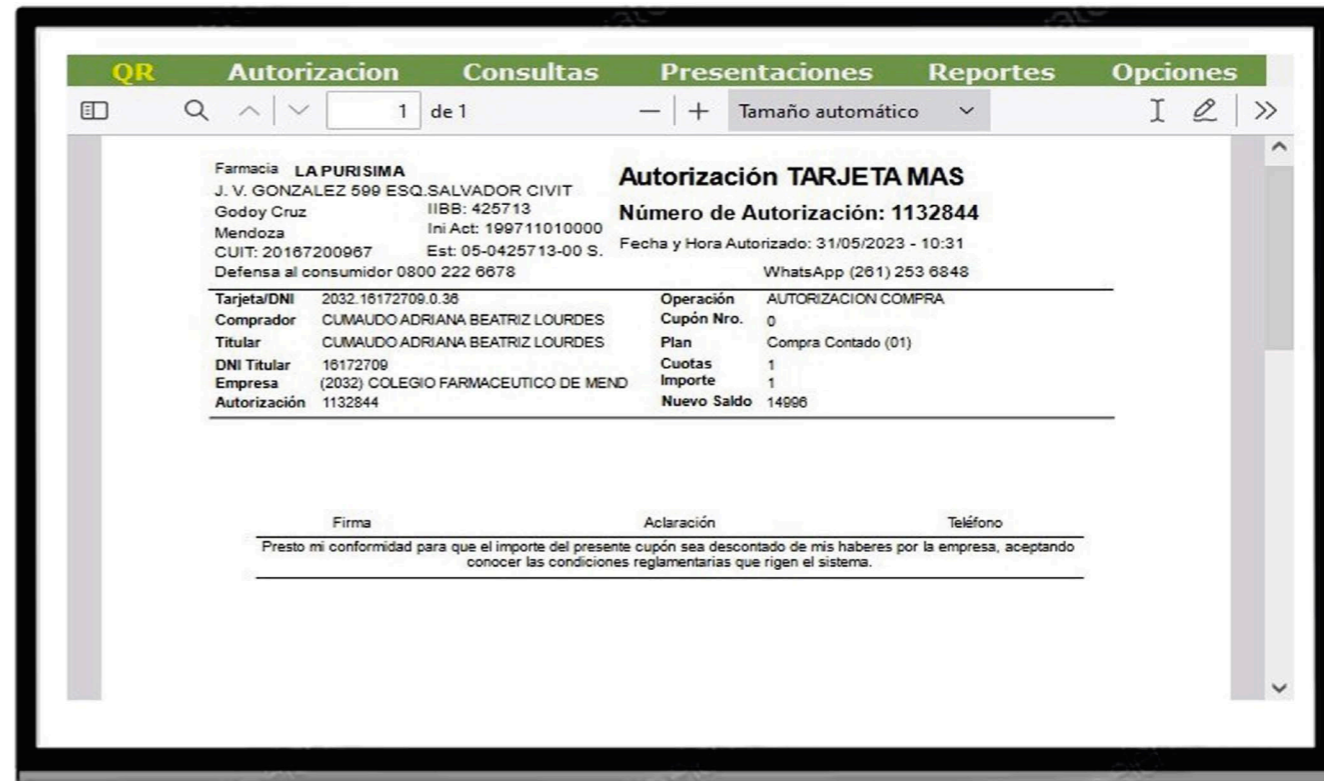 QR Autorizacion Consultas Presentaciones Reportes Opciones
1 de 1 Tamaño automático
Farmacia LA PURISIMA
J. V. GONZALEZ 599 ESQ.SALVADOR CIVIT
Godoy Cruz IIBB: 425713
Mendoza Ini Act: 199711010000
CUIT: 20167200967 Est: 05-0425713-00 S.
Defensa al consumidor 0800 222 6678
Autorización TARJETA MAS
Número de Autorización: 1132844
Fecha y Hora Autorizado: 31/05/2023 - 10:31
WhatsApp (261) 253 6848
Tarjeta/DNI 2032.16172709.0.36
Comprador CUMAUDO ADRIANA BEATRIZ LOURDES
Titular CUMAUDO ADRIANA BEATRIZ LOURDES
DNI Titular 16172709
Empresa (2032) COLEGIO FARMACEUTICO DE MEND
Autorización 1132844
Operación AUTORIZACION COMPRA
Cupón Nro. 0
Plan Compra Contado (01)
Cuotas 1
Importe 1
Nuevo Saldo 14996
Firma Aclaración Teléfono
Presto mi conformidad para que el importe del presente cupón sea descontado de mis haberes por la empresa, aceptando
conocer las condiciones reglamentarias que rigen el sistema.